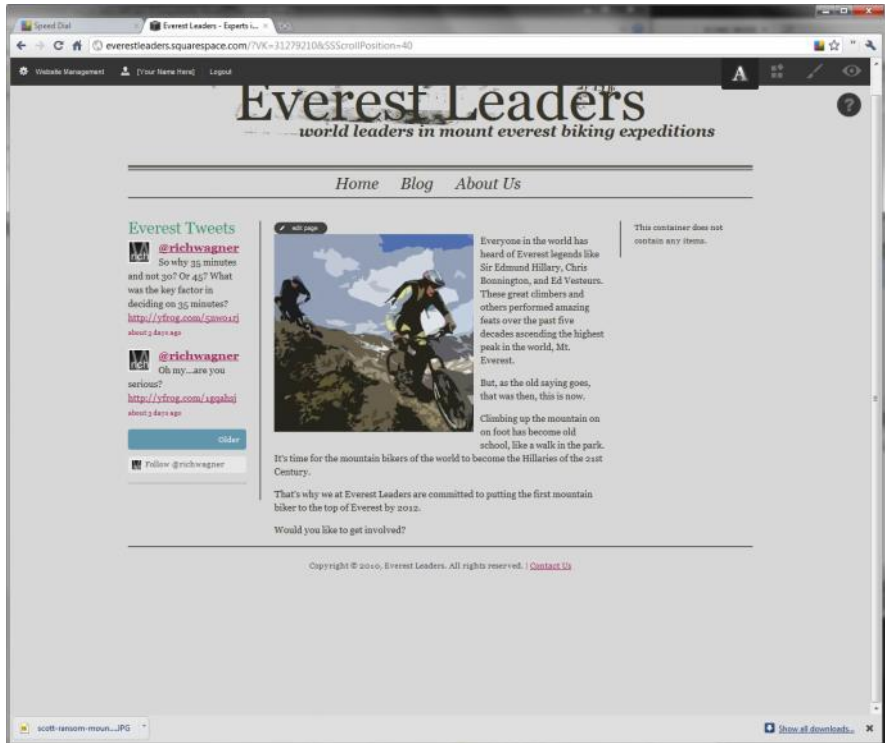 Speed Dial
Everest Leaders - Experts i...
everestleaders.squarespace.com/?VK=31279210&SSScrollPosition=40
Website Management
[Your Name Here]
Logout
A
?
Everest Leaders
world leaders in mount everest biking expeditions
Home Blog About Us
Everest Tweets
@richwagner
So why 35 minutes
and not 30? Or 45? What
was the key factor in
deciding on 35 minutes?
about 3 days ago
rich
@richwagner
Oh my...are you
serious?
about 3 days ago
rich
Older
Follow @richwagner
edit page
Everyone in the world has
heard of Everest legends like
Sir Edmund Hillary, Chris
Bonnington, and Ed Vesteurs.
These great climbers and
others performed amazing
feats over the past five
decades ascending the highest
peak in the world, Mt.
Everest.
But, as the old saying goes,
that was then, this is now.
Climbing up the mountain on
on foot has become old
school, like a walk in the park.
It's time for the mountain bikers of the world to become the Hillaries of the 21st
Century.
That's why we at Everest Leaders are committed to putting the first mountain
biker to the top of Everest by 2012.
Would you like to get involved?
This container does not
contain any items.
Copyright © 2010, Everest Leaders. All rights reserved. | Contact Us
scott-ransom-moun....JPG
Show all downloads...